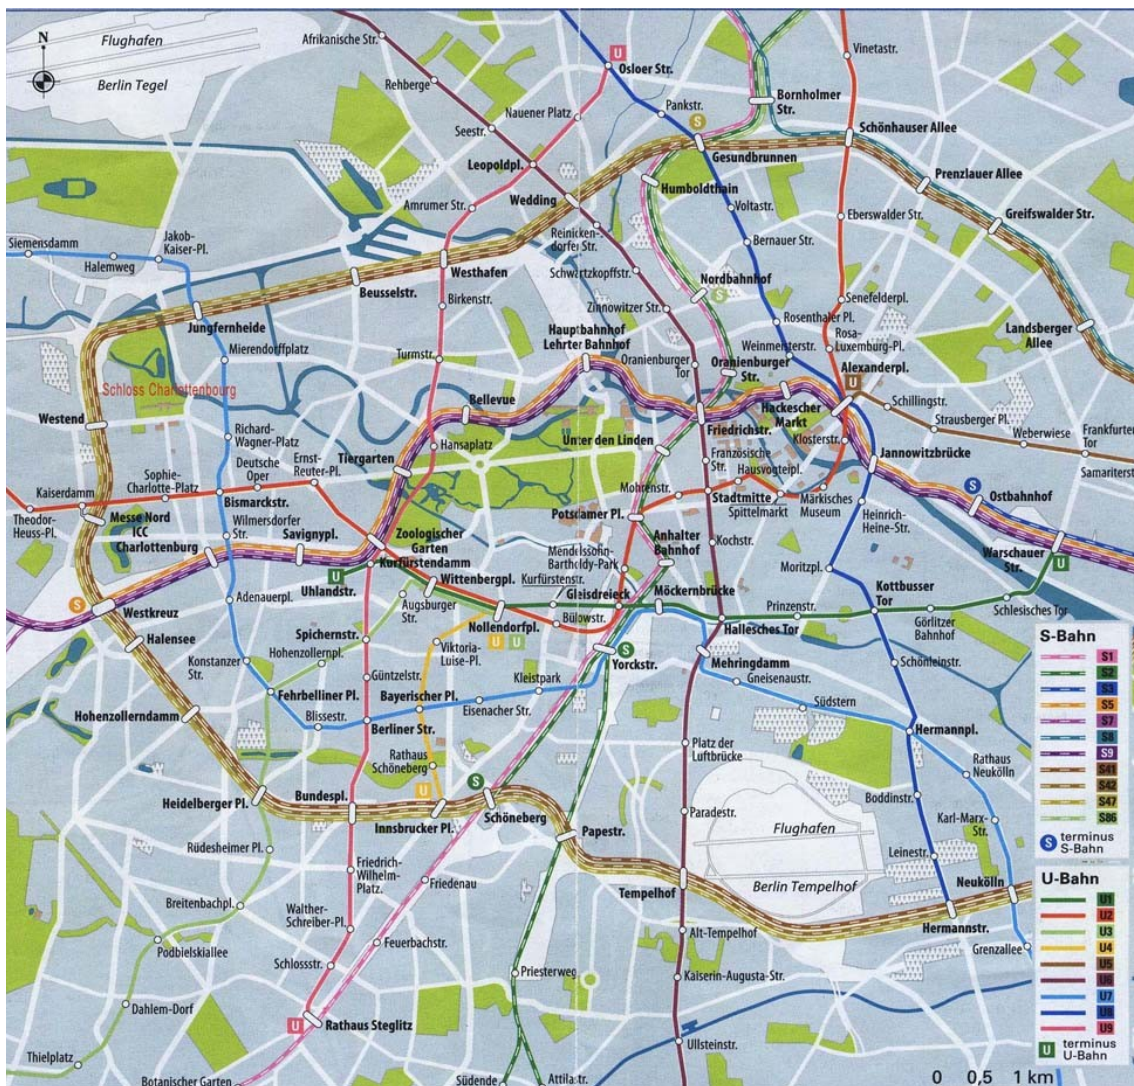 Flughafen
Berlin Tegel
N
Afrikanische Str.
Rehberge
Seestr.
Leopoldpl.
Nauener Platz
U
Osloer Str.
Pankstr.
S
Gesundbrunnen
Bornholmer
Str.
Vinetastr.
Schönhauser Allee
Prenzlauer Allee
Greifswalder Str.
Humboldthain
Wedding
Amrumer Str.
Reinicken-
dorfer Str.
Voltastr.
Bernauer Str.
Eberswalder Str.
Siemensdamm
Halemweg
Jakob-
Kaiser-Pl.
Westhafen
Beusselstr.
Schwartzkopffstr.
Nordbahnhof
S
Birkenstr.
Zinnowitzer Str.
Senefelderpl.
Rosenthaler Pl.
Rosa-
Luxemburg-Pl.
Landsberger
Allee
Jungfernheide
Mierendorffplatz
Turmstr.
Hauptbahnhof
Lehrter Bahnhof
Oranienburger
Tor
Oranienburger
Str.
Weinmeisterstr.
Alexanderpl.
U
Schillingstr.
Strausberger Pl.
Weberwiese
Frankfurter
Tor
Samariterstr
Schloss Charlottenbourg
Westend
Bellevue
Hansaplatz
Tiergarten
Unter den Linden
Friedrichstr.
Hackescher
Markt
Klosterstr.
Jannowitzbrücke
Richard-
Wagner-Platz
Deutsche
Oper
Ernst-
Reuter-Pl.
Sophie-
Charlotte-Platz
Bismarckstr.
Kaiserdamm
Theodor-
Heuss-Pl.
Messe Nord
ICC
Charlottenburg
Wilmersdorfer
Str.
Savignypl.
Zoologischer
Garten
Kurfürstendamm
U
Uhlandstr.
Wittenbergpl.
Augsburger
Str.
Französische
Str.
Hausvogteipl.
Mohrenstr.
Stadtmitte
Spittelmarkt
Märkisches
Museum
Heinrich-
Heine-Str.
S
Ostbahnhof
Warschauer
Str.
U
Potsdamer Pl.
Anhalter
Bahnhof
Kochstr.
Mendelssohn-
Bartholdy-Park
Kurfürstenstr.
Gleisdreieck
Möckernbrücke
Bülowstr.
Nollendorfpl.
U
U
Moritzpl.
Kottbusser
Tor
Prinzenstr.
Hallesches Tor
Görlitzer
Bahnhof
Schlesisches Tor
S
Westkreuz
Halensee
Adenauerpl.
Konstanzer
Str.
Spichernstr.
Hohenzollernpl.
Güntzelstr.
Viktoria-
Luise-Pl.
Bayerischer Pl.
Kleistpark
Eisenacher Str.
S
Yorckstr.
Mehringdamm
Gneisenaustr.
Südstern
Schönleinstr.
Hermannpl.
Hohenzollerndamm
Fehrbelliner Pl.
Blissestr.
Berliner Str.
Rathaus
Schöneberg
U
S
Platz der
Luftbrücke
Rathaus
Neukölln
Heidelberger Pl.
Bundespl.
Innsbrucker Pl.
Schöneberg
Papestr.
Paradestr.
Flughafen
Berlin Tempelhof
Boddinstr.
Karl-Marx-
Str.
Leinestr.
Neukölln
Rüdesheimer Pl.
Friedrich-
Wilhelm-
Platz.
Friedenau
Tempelhof
Hermannstr.
Breitenbachpl.
Walther-
Schreiber-Pl.
Feuerbachstr.
Alt-Tempelhof
Grenzallee
Podbielskiallee
Schlossstr.
Priesterweg
Kaiserin-Augusta-Str.
Dahlem-Dorf
U
Rathaus Steglitz
Ullsteinstr.
Thielplatz
Botanischer Garten
Südende
Attilastr.
S-Bahn
S1
S2
S3
S5
S7
S8
S9
S41
S42
S47
S86
S terminus
S-Bahn
U-Bahn
U1
U2
U3
U4
U5
U6
U7
U8
U9
U terminus
U-Bahn
0 0,5 1 km